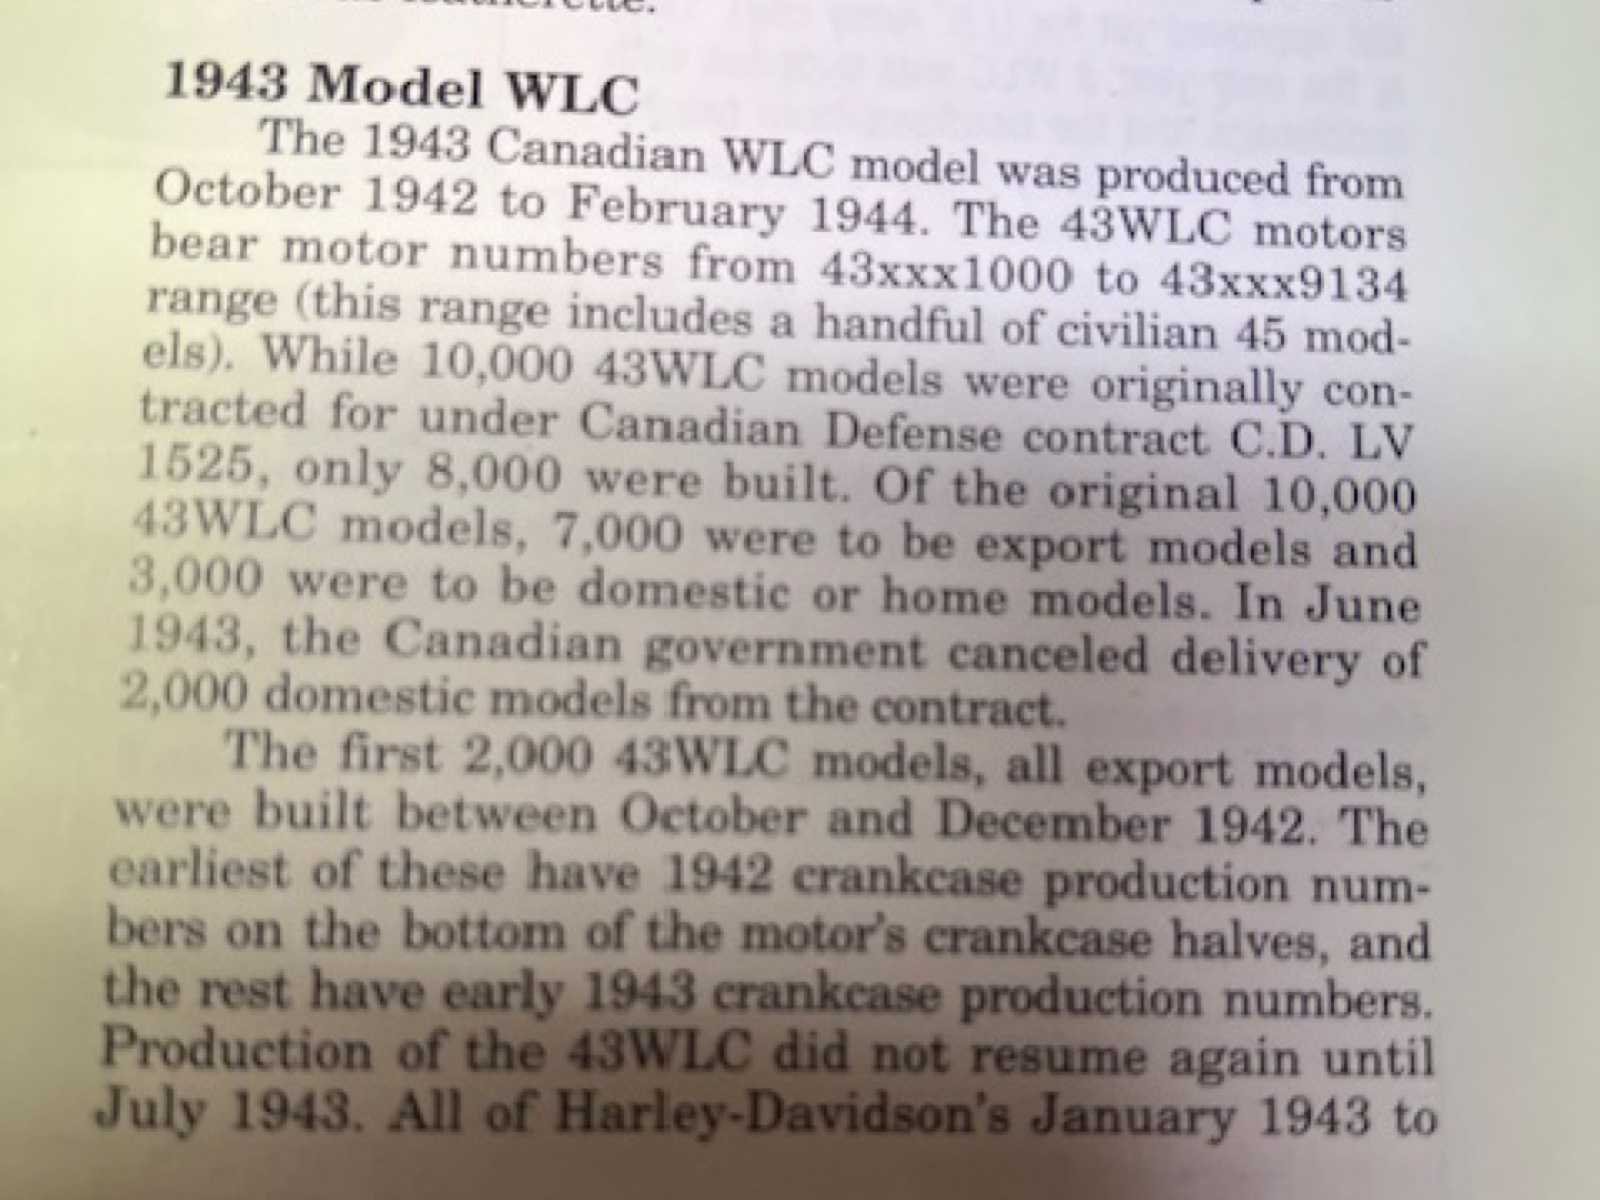 1943 Model WLC
The 1943 Canadian WLC model was produced from
October 1942 to February 1944. The 43WLC motors
bear motor numbers from 43xxx1000 to 43xxx9134
range (this range includes a handful of civilian 45 mod-
els). While 10,000 43WLC models were originally con-
tracted for under Canadian Defense contract C.D. LV
1525, only 8,000 were built. Of the original 10,000
43WLC models, 7,000 were to be export models and
3,000 were to be domestic or home models. In June
1943, the Canadian government canceled delivery of
2,000 domestic models from the contract.
The first 2,000 43WLC models, all export models,
were built between October and December 1942. The
earliest of these have 1942 crankcase production num-
bers on the bottom of the motor's crankcase halves, and
the rest have early 1943 crankcase production numbers.
Production of the 43WLC did not resume again until
July 1943. All of Harley-Davidson's January 1943 to